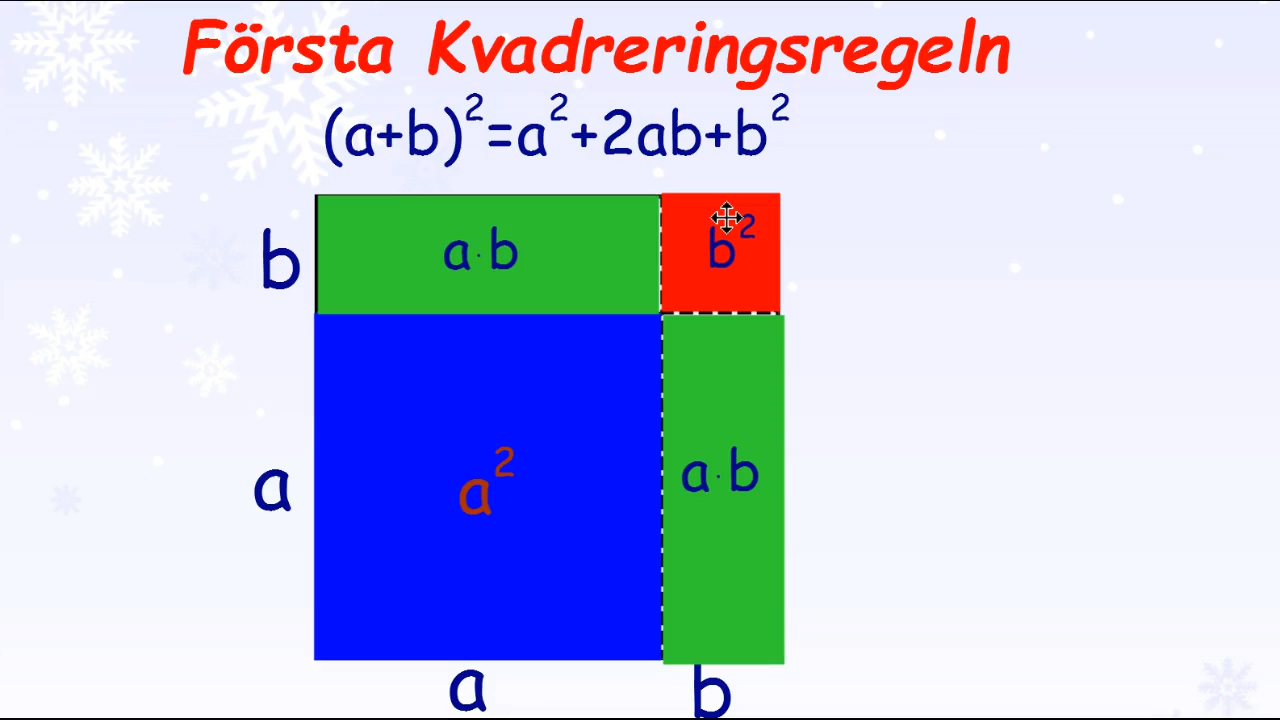 Första Kvadreringsregeln
(a+b)²=a²+2ab+b²
b
a·b
b²
a
a²
a·b
a
b